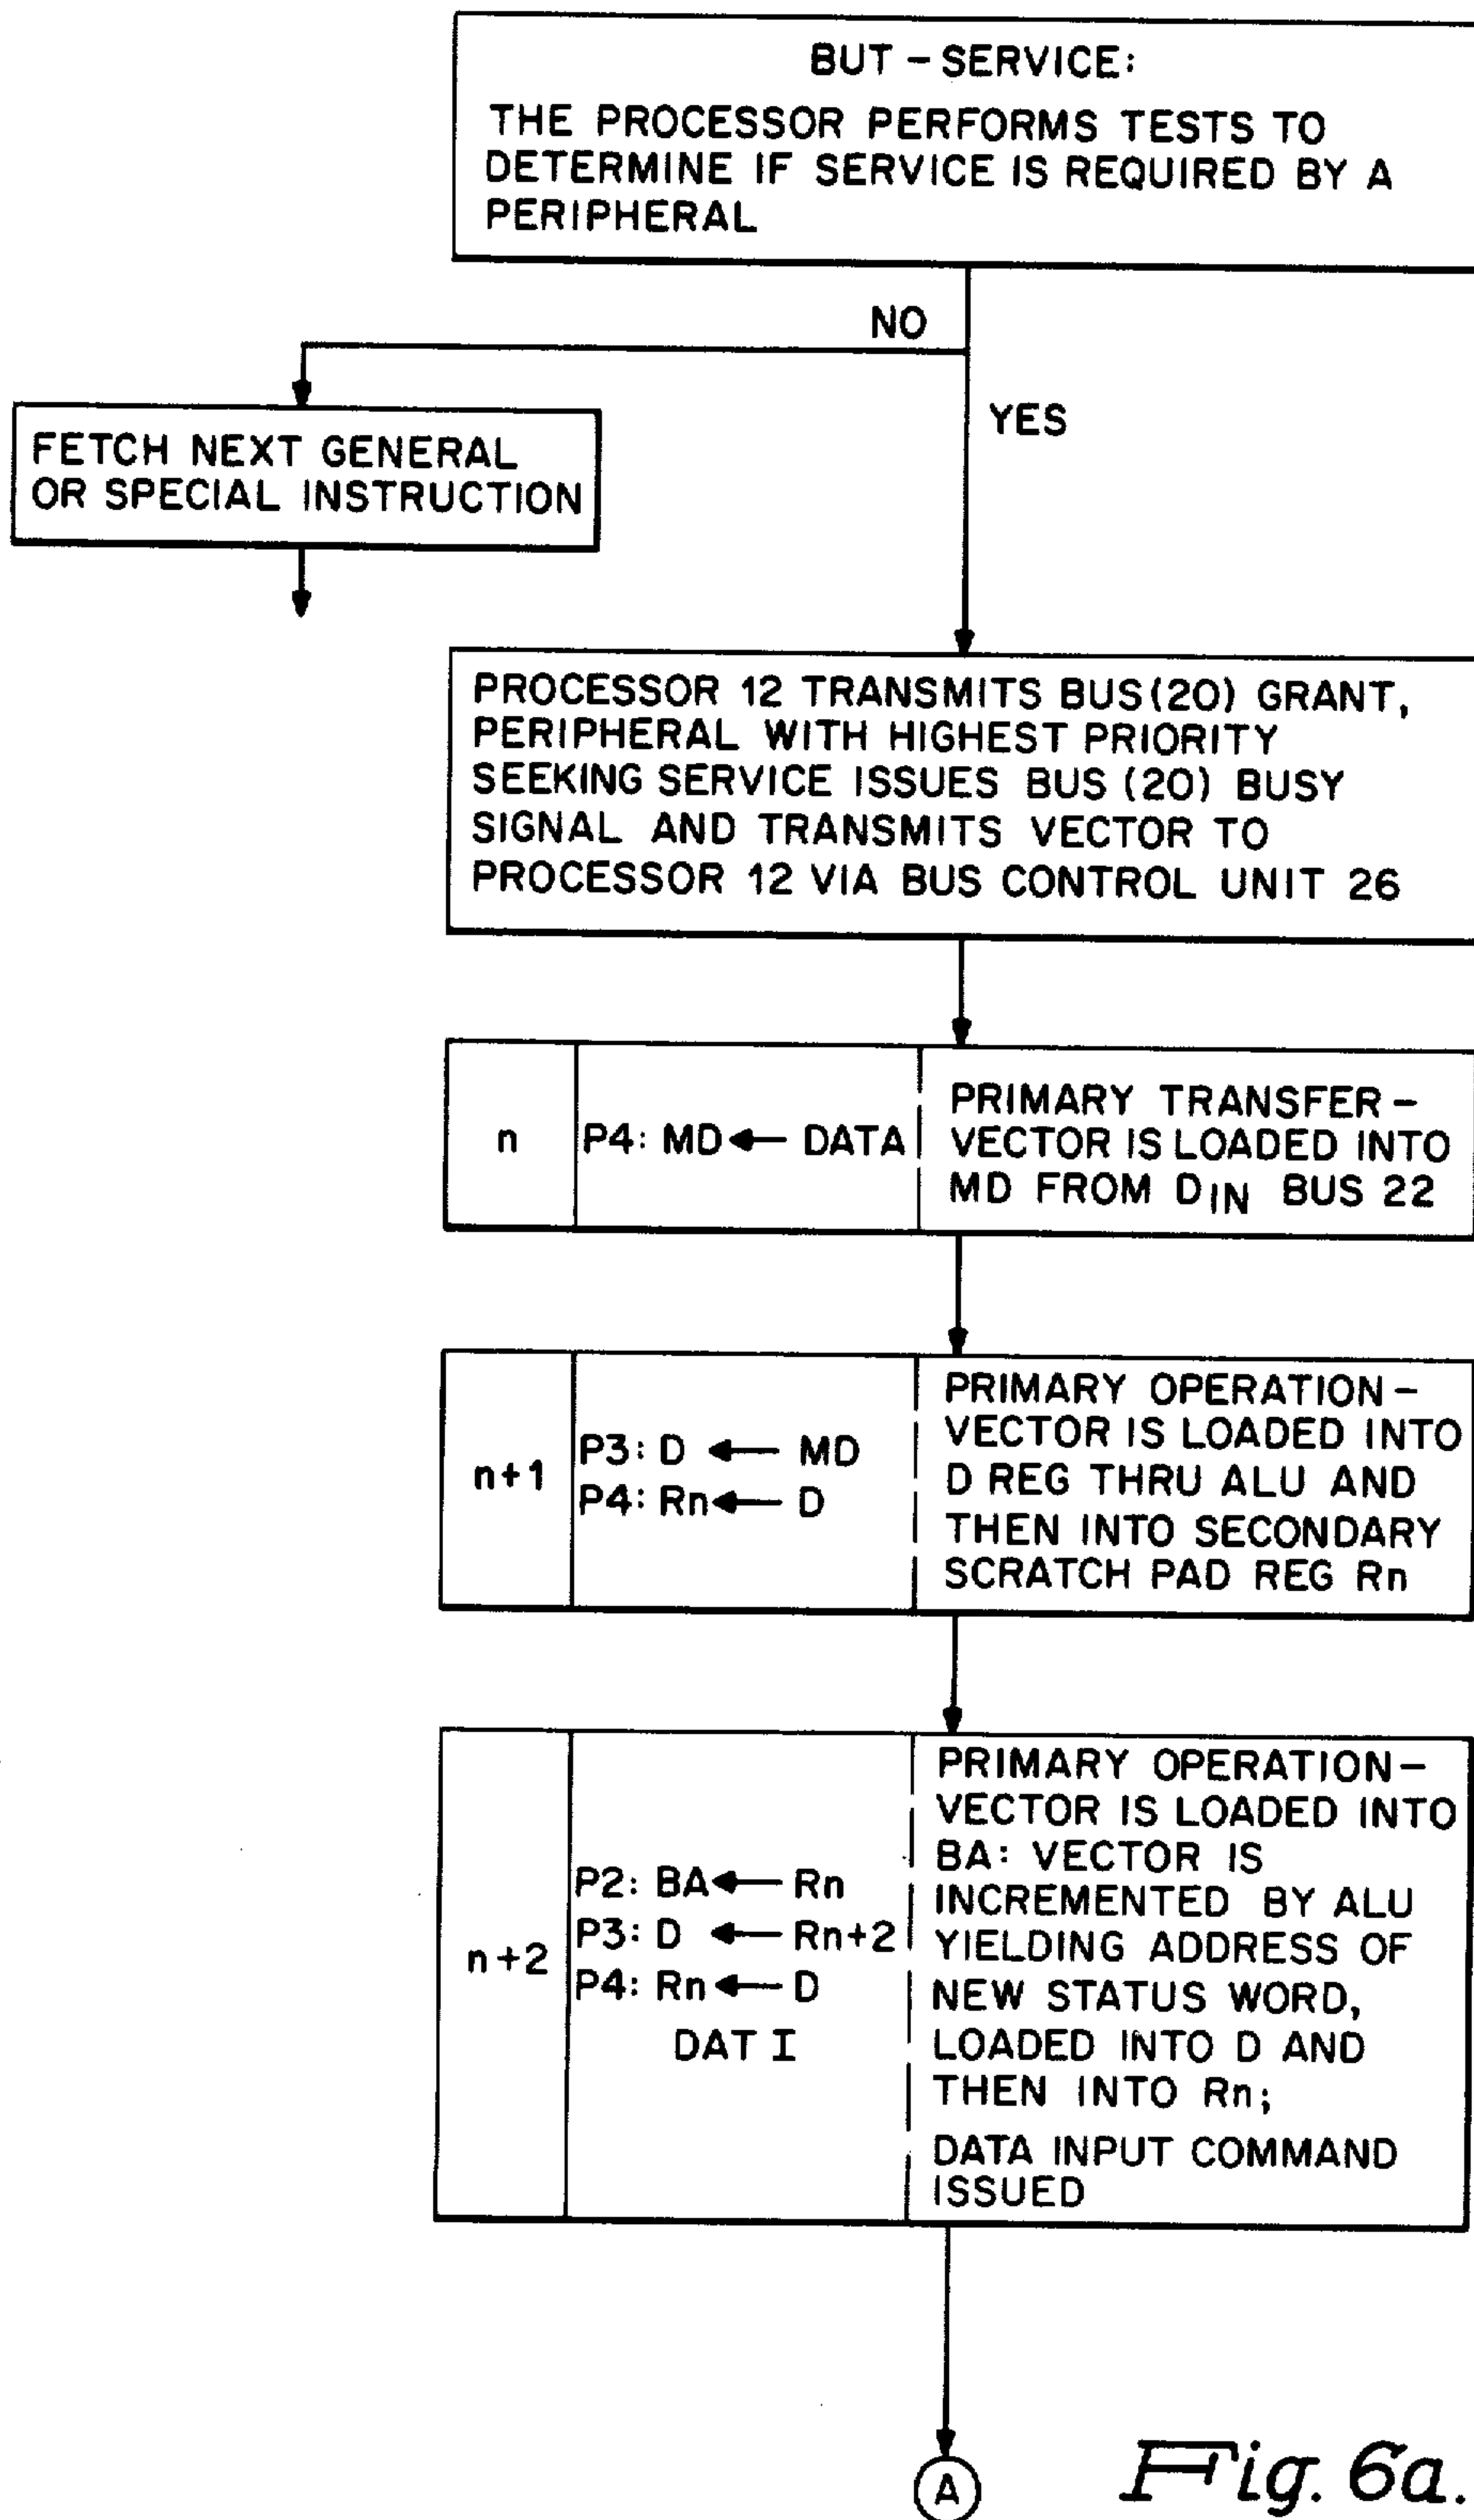 BUT - SERVICE:
THE PROCESSOR PERFORMS TESTS TO
DETERMINE IF SERVICE IS REQUIRED BY A
PERIPHERAL
NO
YES
FETCH NEXT GENERAL
OR SPECIAL INSTRUCTION
PROCESSOR 12 TRANSMITS BUS(20) GRANT,
PERIPHERAL WITH HIGHEST PRIORITY
SEEKING SERVICE ISSUES BUS (20) BUSY
SIGNAL AND TRANSMITS VECTOR TO
PROCESSOR 12 VIA BUS CONTROL UNIT 26
n
P4: MD ← DATA
PRIMARY TRANSFER-
VECTOR IS LOADED INTO
MD FROM DIN BUS 22
n+1
P3: D ← MD
P4: Rn ← D
PRIMARY OPERATION-
VECTOR IS LOADED INTO
D REG THRU ALU AND
THEN INTO SECONDARY
SCRATCH PAD REG Rn
n+2
P2: BA ← Rn
P3: D ← Rn+2
P4: Rn ← D
DAT I
PRIMARY OPERATION-
VECTOR IS LOADED INTO
BA: VECTOR IS
INCREMENTED BY ALU
YIELDING ADDRESS OF
NEW STATUS WORD,
LOADED INTO D AND
THEN INTO Rn;
DATA INPUT COMMAND
ISSUED
A
Fig. 6a.